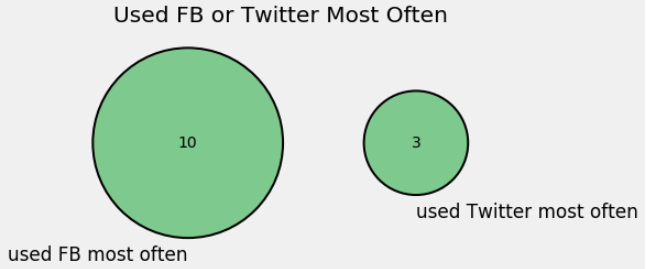 Used FB or Twitter Most Often
10
3
used Twitter most often
used FB most often